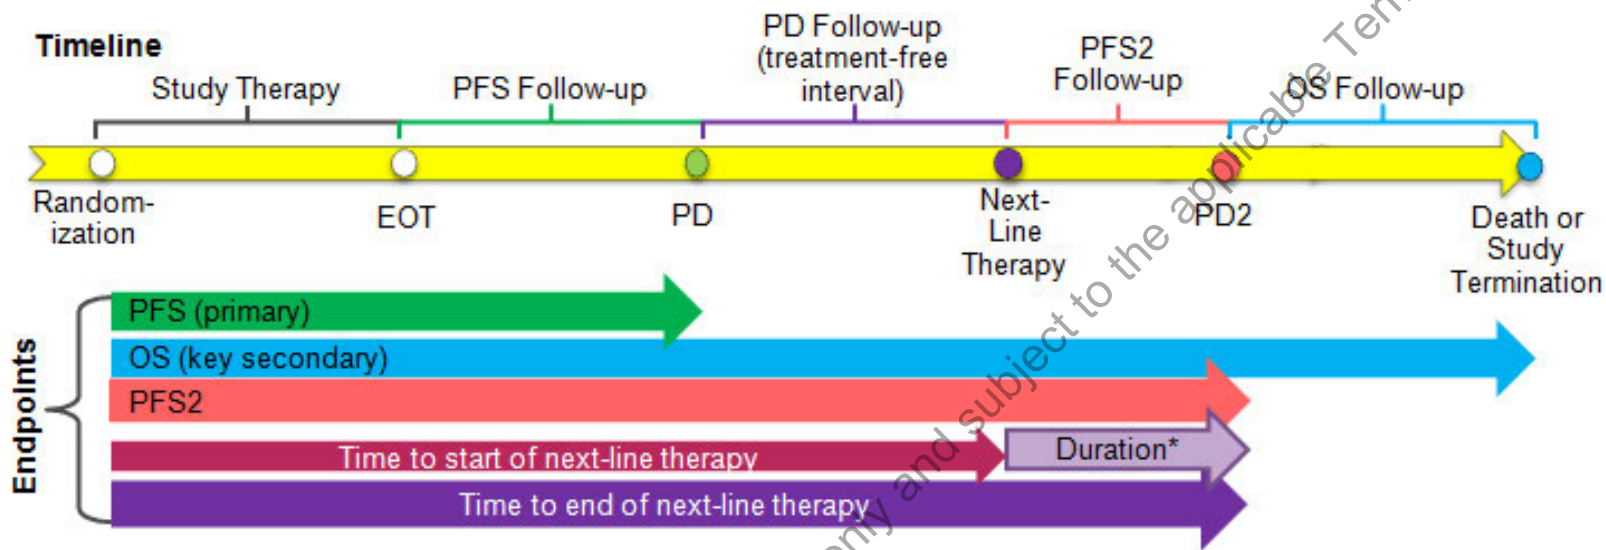 Timeline
Study Therapy
PFS Follow-up
PD Follow-up
(treatment-free
interval)
PFS2
Follow-up
OS Follow-up
Random-
ization
EOT
PD
Next-
Line
Therapy
PD2
Death or
Study
Termination
Endpoints
PFS (primary)
OS (key secondary)
PFS2
Time to start of next-line therapy
Duration*
Time to end of next-line therapy
only and subject to the applicable Term